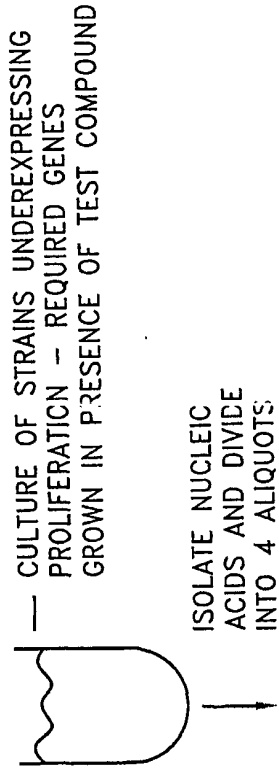 — CULTURE OF STRAINS UNDEREXPRESSING
PROLIFERATION – REQUIRED GENES
GROWN IN PRESENCE OF TEST COMPOUND
ISOLATE NUCLEIC
ACIDS AND DIVIDE
INTO 4 ALIQUOTS